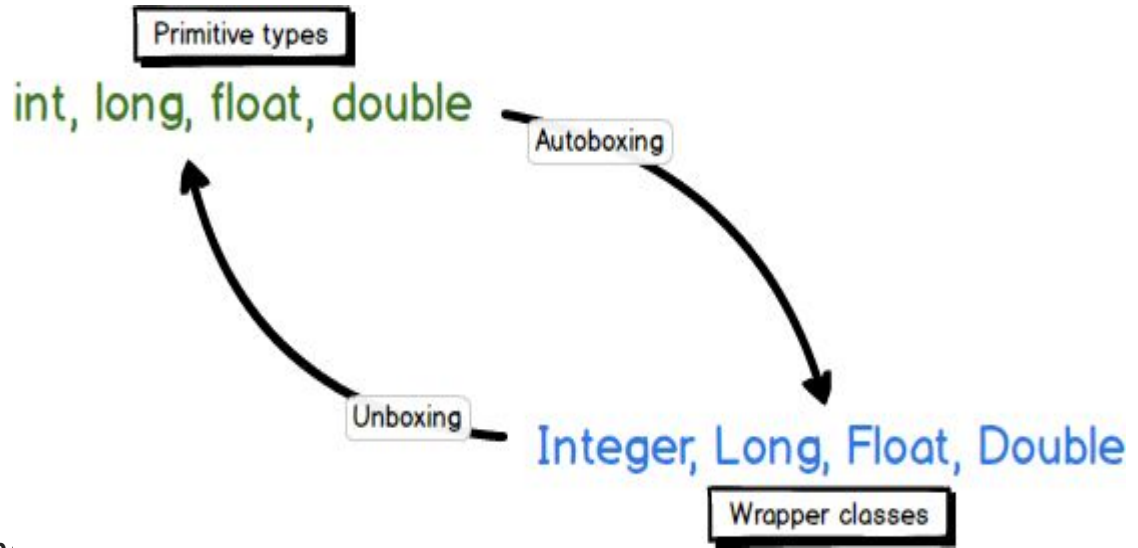 Primitive types
int, long, float, double
Autoboxing
Unboxing
Integer, Long, Float, Double
Wrapper classes